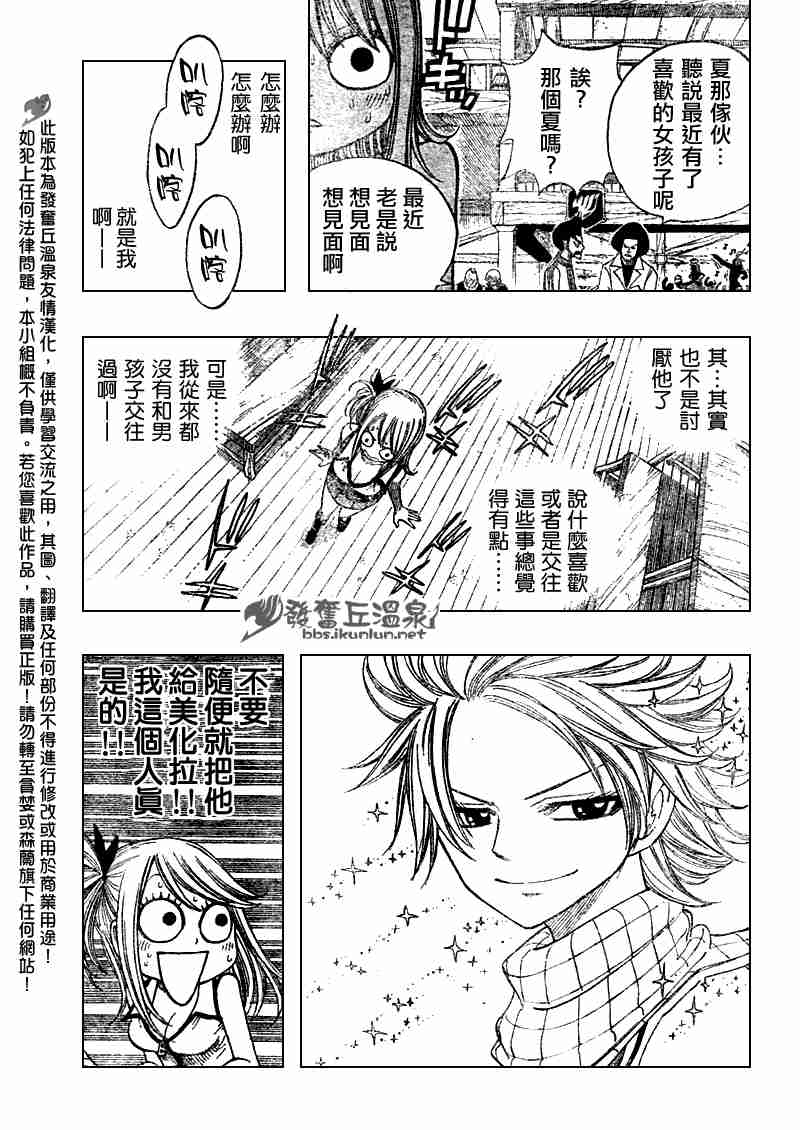 夏那傢伙…
聽說最近有了
喜歡的女孩子呢
誒？
那個夏嗎？
最近
老是說
想見面
想見面啊
怎麼辦
怎麼辦啊
叭喀
叭喀
叭喀
就是我
啊——
其…其實
也不是討
厭他了
說什麼喜歡
或者是交往
這些事總覺
得有點……
可是…
我從來都
沒有和男
孩子交往
過啊——
發奮丘溫泉
bbs.ikunlun.net
不要
隨便就把他
給美化拉!!
我這個人真
是的!!
此版本為發奮丘溫泉友情漢化，僅供學習交流之用，其圖、翻譯及任何部份不得進行修改或用於商業用途！
如犯上任何法律問題，本小組概不負責。若您喜歡此作品，請購買正版！請勿轉至言婪或森蘭旗下任何網站！